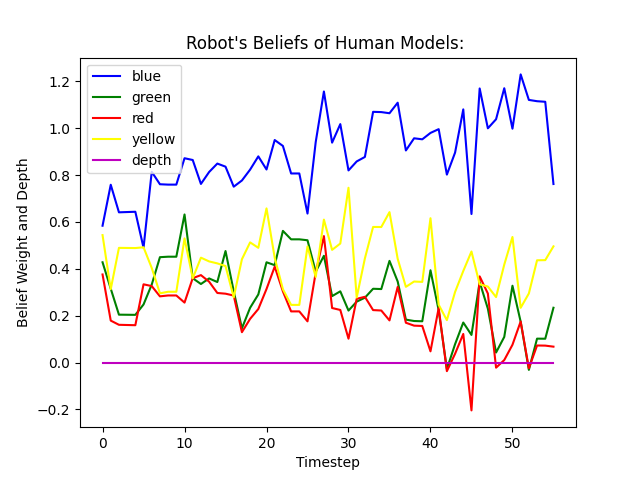 Robot's Beliefs of Human Models:
blue
green
red
yellow
depth
Belief Weight and Depth
1.2
1.0
0.8
0.6
0.4
0.2
0.0
−0.2
0 10 20 30 40 50
Timestep